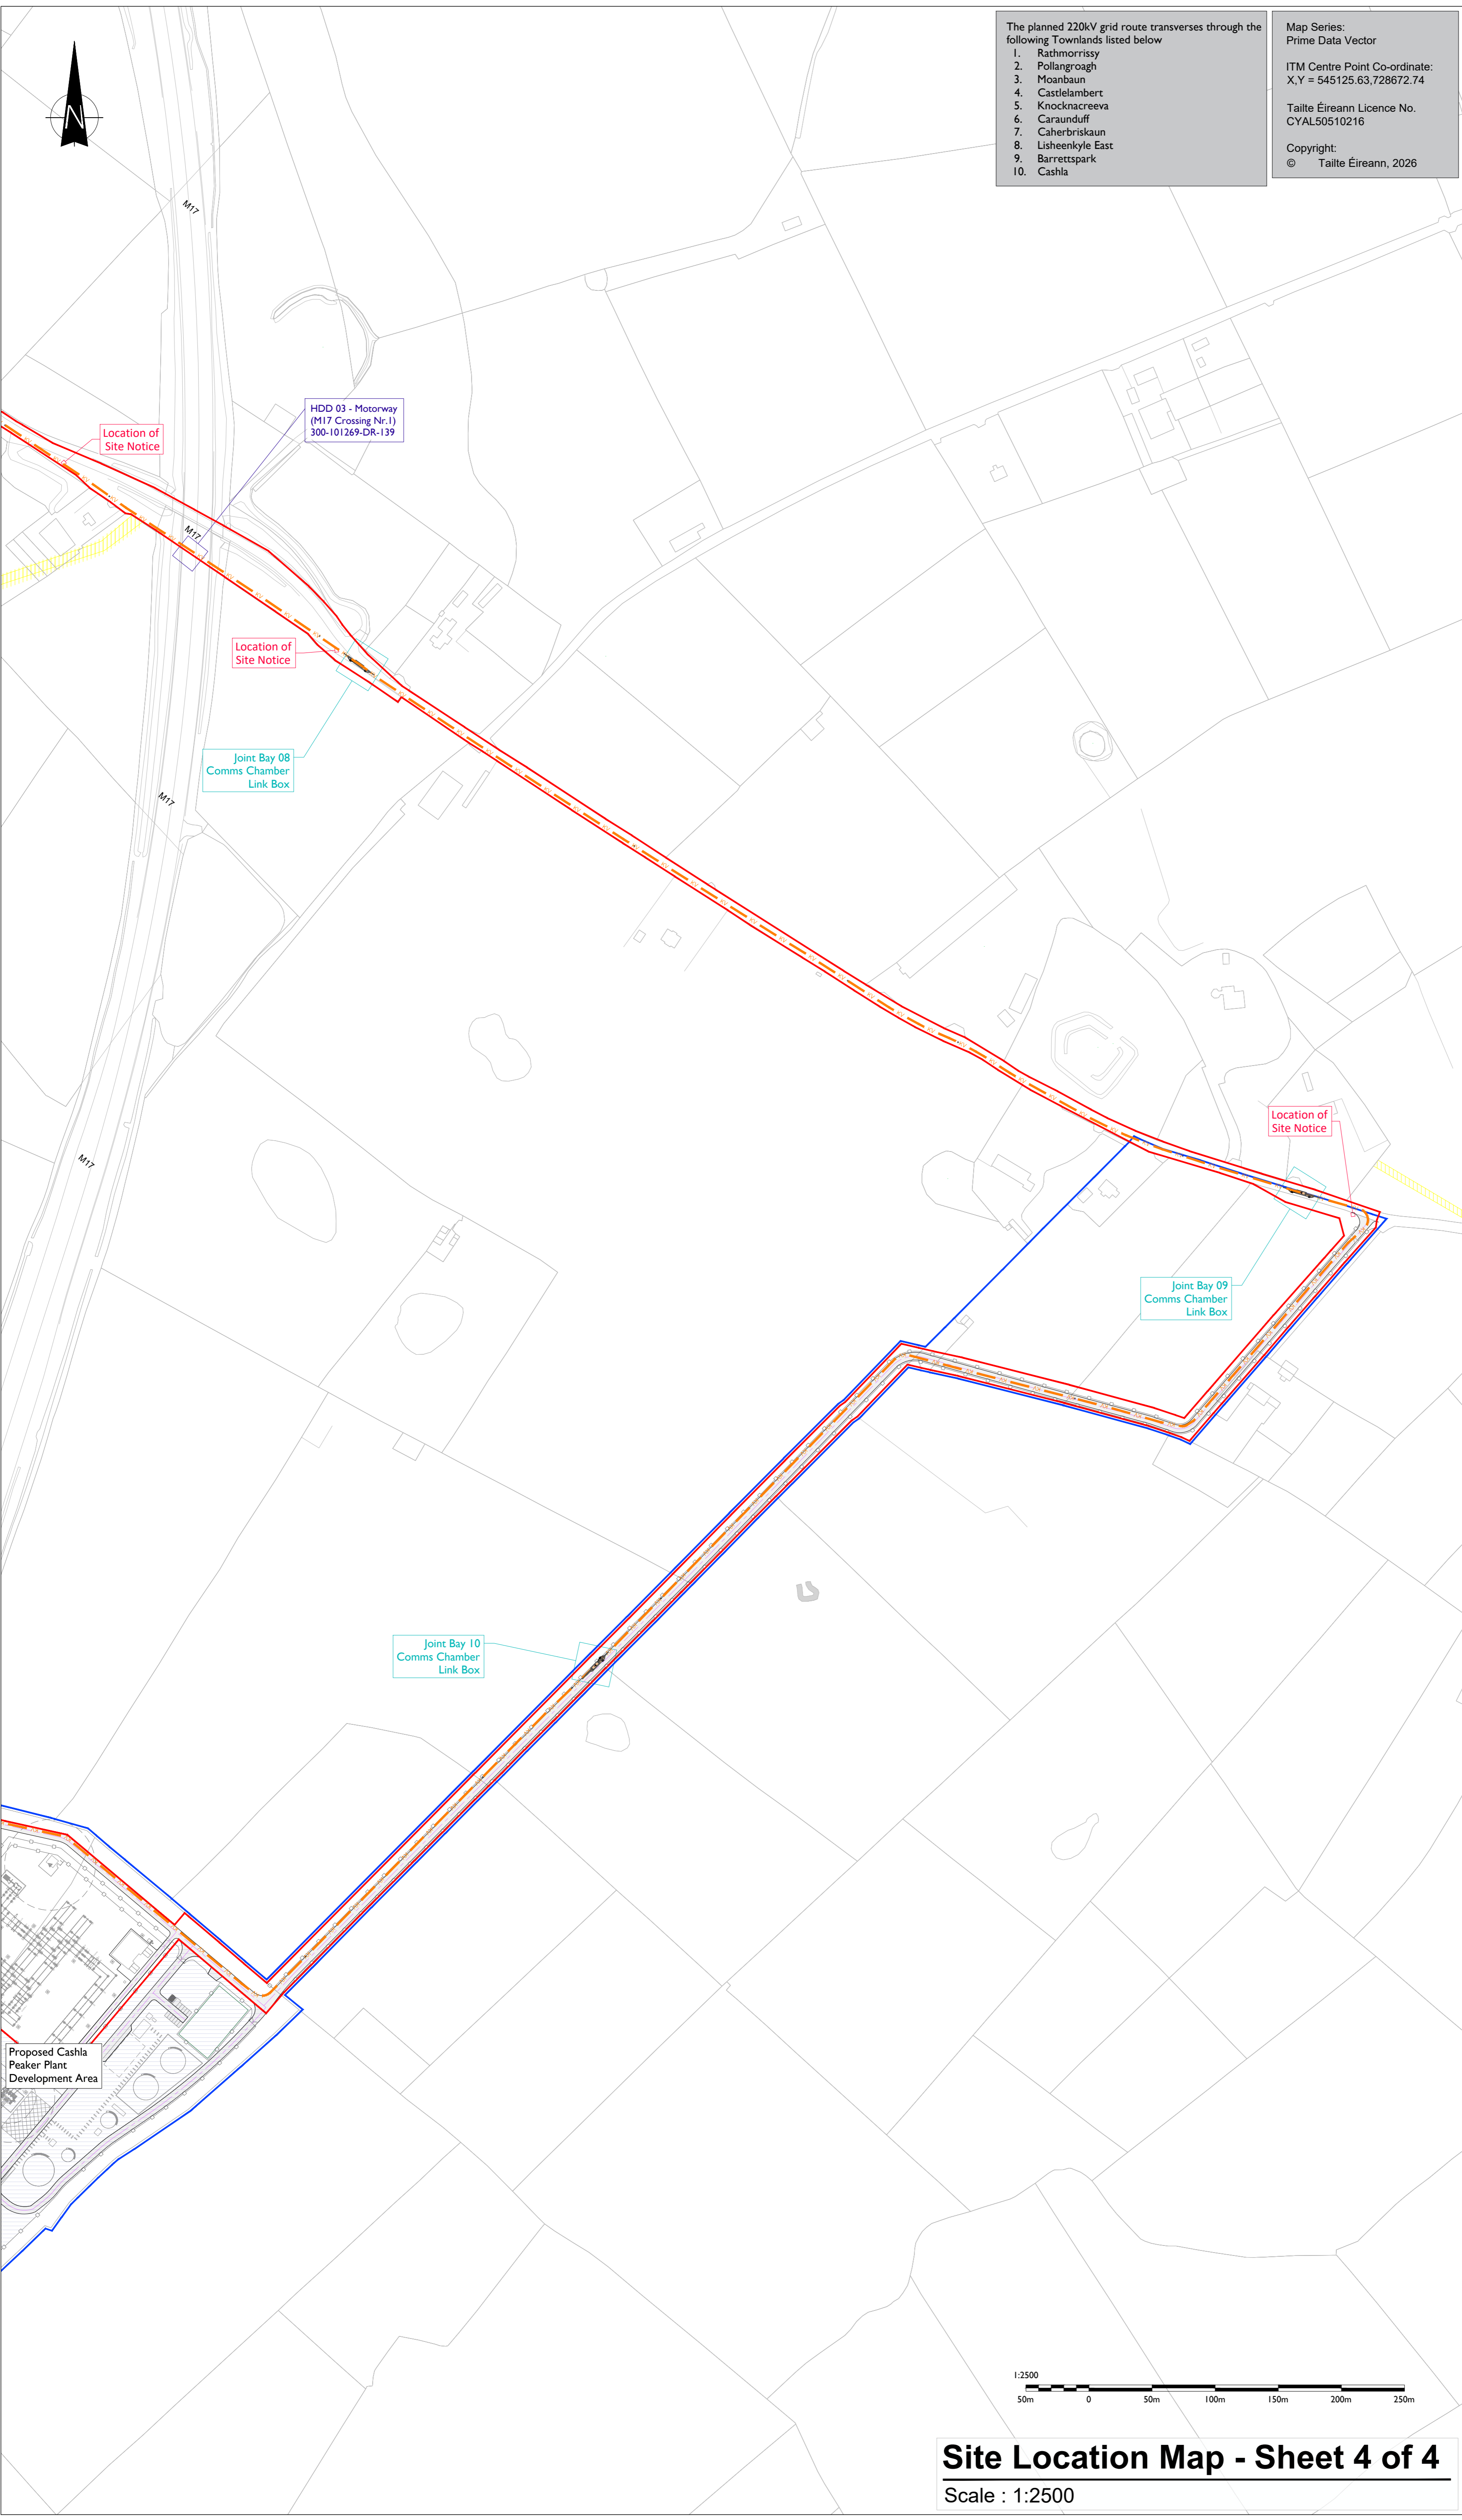 The planned 220kV grid route transverses through the
following Townlands listed below
1. Rathmorrissy
2. Pollangroagh
3. Moanbaun
4. Castlelambert
5. Knocknacreeva
6. Caraunduff
7. Caherbriskaun
8. Lisheenkyle East
9. Barrettspark
10. Cashla
Map Series:
Prime Data Vector
ITM Centre Point Co-ordinate:
X,Y = 545125.63,728672.74
Tailte Éireann Licence No.
CYAL50510216
Copyright:
© Tailte Éireann, 2026
N
M17
HDD 03 - Motorway
(M17 Crossing Nr.1)
300-101269-DR-139
Location of
Site Notice
M17
Location of
Site Notice
Joint Bay 08
Comms Chamber
Link Box
M17
Location of
Site Notice
M17
Joint Bay 09
Comms Chamber
Link Box
Joint Bay 10
Comms Chamber
Link Box
Proposed Cashla
Peaker Plant
Development Area
1:2500
50m 0 50m 100m 150m 200m 250m
Site Location Map - Sheet 4 of 4
Scale : 1:2500